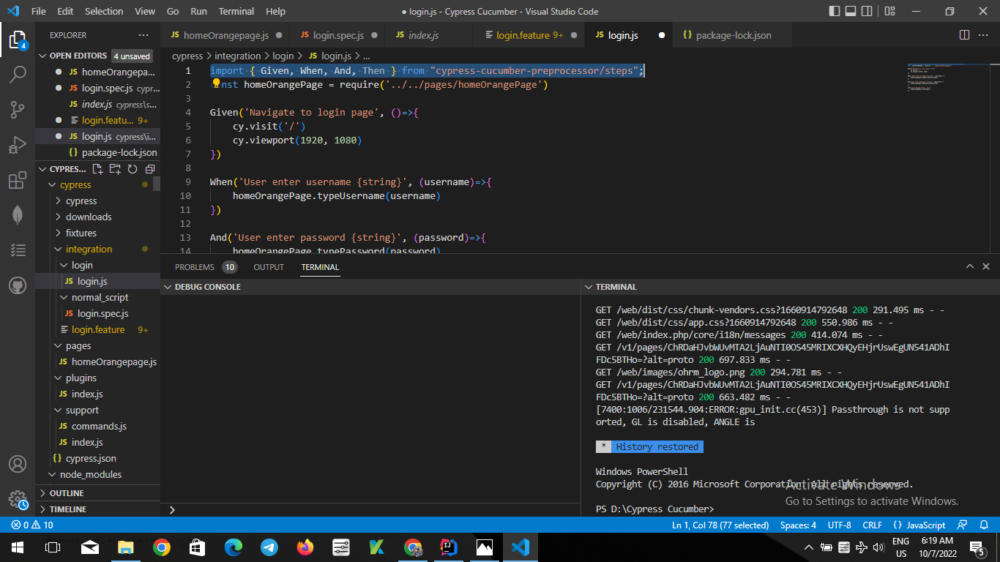 File Edit Selection View Go Run Terminal Help
● login.js - Cypress Cucumber - Visual Studio Code
EXPLORER
OPEN EDITORS 4 unsaved
JS homeOrangepa...
JS login.spec.js cypr...
JS index.js cypress\s...
login.featu... 9+
JS login.js cypress\i...
{} package-lock.json
CYPRES...
cypress
cypress
downloads
fixtures
integration
login
JS login.js
normal_script
JS login.spec.js
login.feature 9+
pages
JS homeOrangepage.js
plugins
JS index.js
support
JS commands.js
JS index.js
{} cypress.json
node_modules
OUTLINE
TIMELINE
4
JS homeOrangepage.js ● JS login.spec.js ● JS index.js login.feature 9+ ● JS login.js ● {} package-lock.json
cypress > integration > login > JS login.js > ...
1 import { Given, When, And, Then } from "cypress-cucumber-preprocessor/steps";
2 nst homeOrangePage = require('../../pages/homeOrangePage')
3
4 Given('Navigate to login page', ()=>{
5 cy.visit('/')
6 cy.viewport(1920, 1080)
7 })
8
9 When('User enter username {string}', (username)=>{
10 homeOrangePage.typeUsername(username)
11 })
12
13 And('User enter password {string}', (password)=>{
14 homeOrangePage.typePassword(password)
PROBLEMS 10 OUTPUT TERMINAL
DEBUG CONSOLE
TERMINAL
GET /web/dist/css/chunk-vendors.css?1660914792648 200 291.495 ms - -
GET /web/dist/css/app.css?1660914792648 200 550.986 ms - -
GET /web/index.php/core/i18n/messages 200 414.074 ms - -
GET /v1/pages/ChRDaHJvbWUvMTA2LjAuNTI0OS45MRIXCXHQyEHjrUswEgUN541ADhI
FDc5BTHo=?alt=proto 200 697.833 ms - -
GET /web/images/ohrm_logo.png 200 294.781 ms - -
GET /v1/pages/ChRDaHJvbWUvMTA2LjAuNTI0OS45MRIXCXHQyEHjrUswEgUN541ADhI
FDc5BTHo=?alt=proto 200 663.482 ms - -
[7400:1006/231544.904:ERROR:gpu_init.cc(453)] Passthrough is not supp
orted, GL is disabled, ANGLE is
* History restored
Windows PowerShell
Copyright (C) 2016 Microsoft Corporation. All rights reserved.
PS D:\Cypress Cucumber>
Activate Windows
Go to Settings to activate Windows.
0 10
Ln 1, Col 78 (77 selected) Spaces: 4 UTF-8 CRLF {} JavaScript
ENG
US
6:19 AM
10/7/2022
5